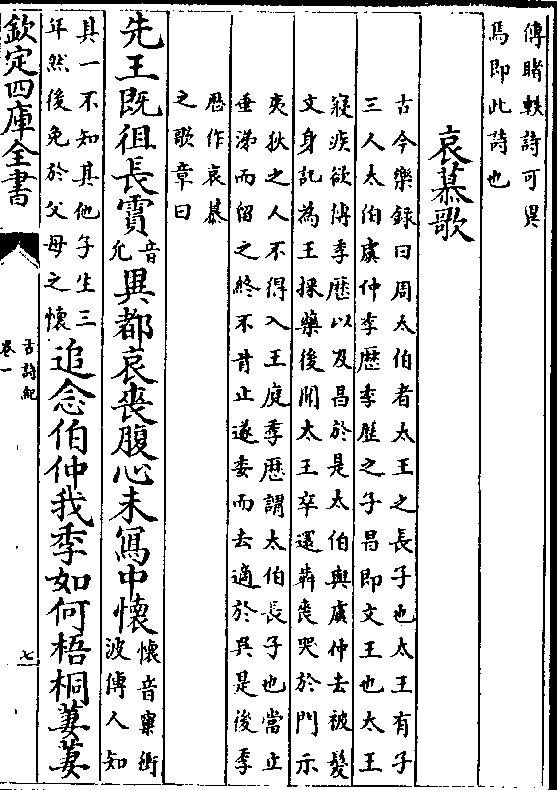 傳睹軼詩可異
焉即此詩也
哀慕歌
古今樂録曰周太伯者太王之長子也太王有子
三人太伯虞仲季歷季歷之子昌即文王也太王
寢疾欲傳季歷以及昌於是太伯與虞仲去被髮
文身託為王採藥後聞太王卒還犇喪哭於門示
夷狄之人不得入王庭季歷謂太伯長子也當立
垂涕而留之終不肯止遂委而去適於吳是後季
歷作哀慕
之歌章曰
先王既徂長霣音允異都哀喪腹心未寫中懷懷音窠衛波傳人知
其一不知其他子生三年然後免於父母之懷追念伯仲我季如何梧桐萋萋
欽定四庫全書
古詩紀
卷一
七